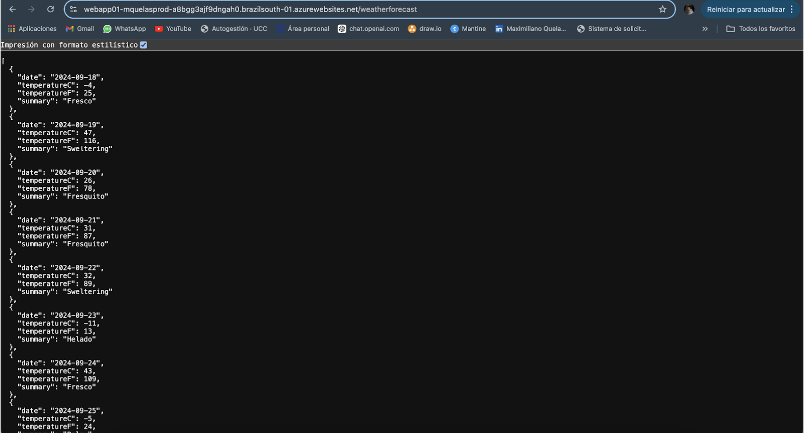 webapp01-mquelasprod-a8bgg3ajf9dngah0.brazilsouth-01.azurewebsites.net/weatherforecast
Reiniciar para actualizar
Aplicaciones Gmail WhatsApp YouTube Autogestión - UCC Área personal chat.openai.com draw.io Mantine Maximiliano Quela... Sistema de solicit... » Todos los favoritos
Impresión con formato estilístico
[
{
"date": "2024-09-18",
"temperatureC": -4,
"temperatureF": 25,
"summary": "Fresco"
},
{
"date": "2024-09-19",
"temperatureC": 47,
"temperatureF": 116,
"summary": "Sweltering"
},
{
"date": "2024-09-20",
"temperatureC": 26,
"temperatureF": 78,
"summary": "Fresquito"
},
{
"date": "2024-09-21",
"temperatureC": 31,
"temperatureF": 87,
"summary": "Fresquito"
},
{
"date": "2024-09-22",
"temperatureC": 32,
"temperatureF": 89,
"summary": "Sweltering"
},
{
"date": "2024-09-23",
"temperatureC": -11,
"temperatureF": 13,
"summary": "Helado"
},
{
"date": "2024-09-24",
"temperatureC": 43,
"temperatureF": 109,
"summary": "Fresco"
},
{
"date": "2024-09-25",
"temperatureC": -5,
"temperatureF": 24,